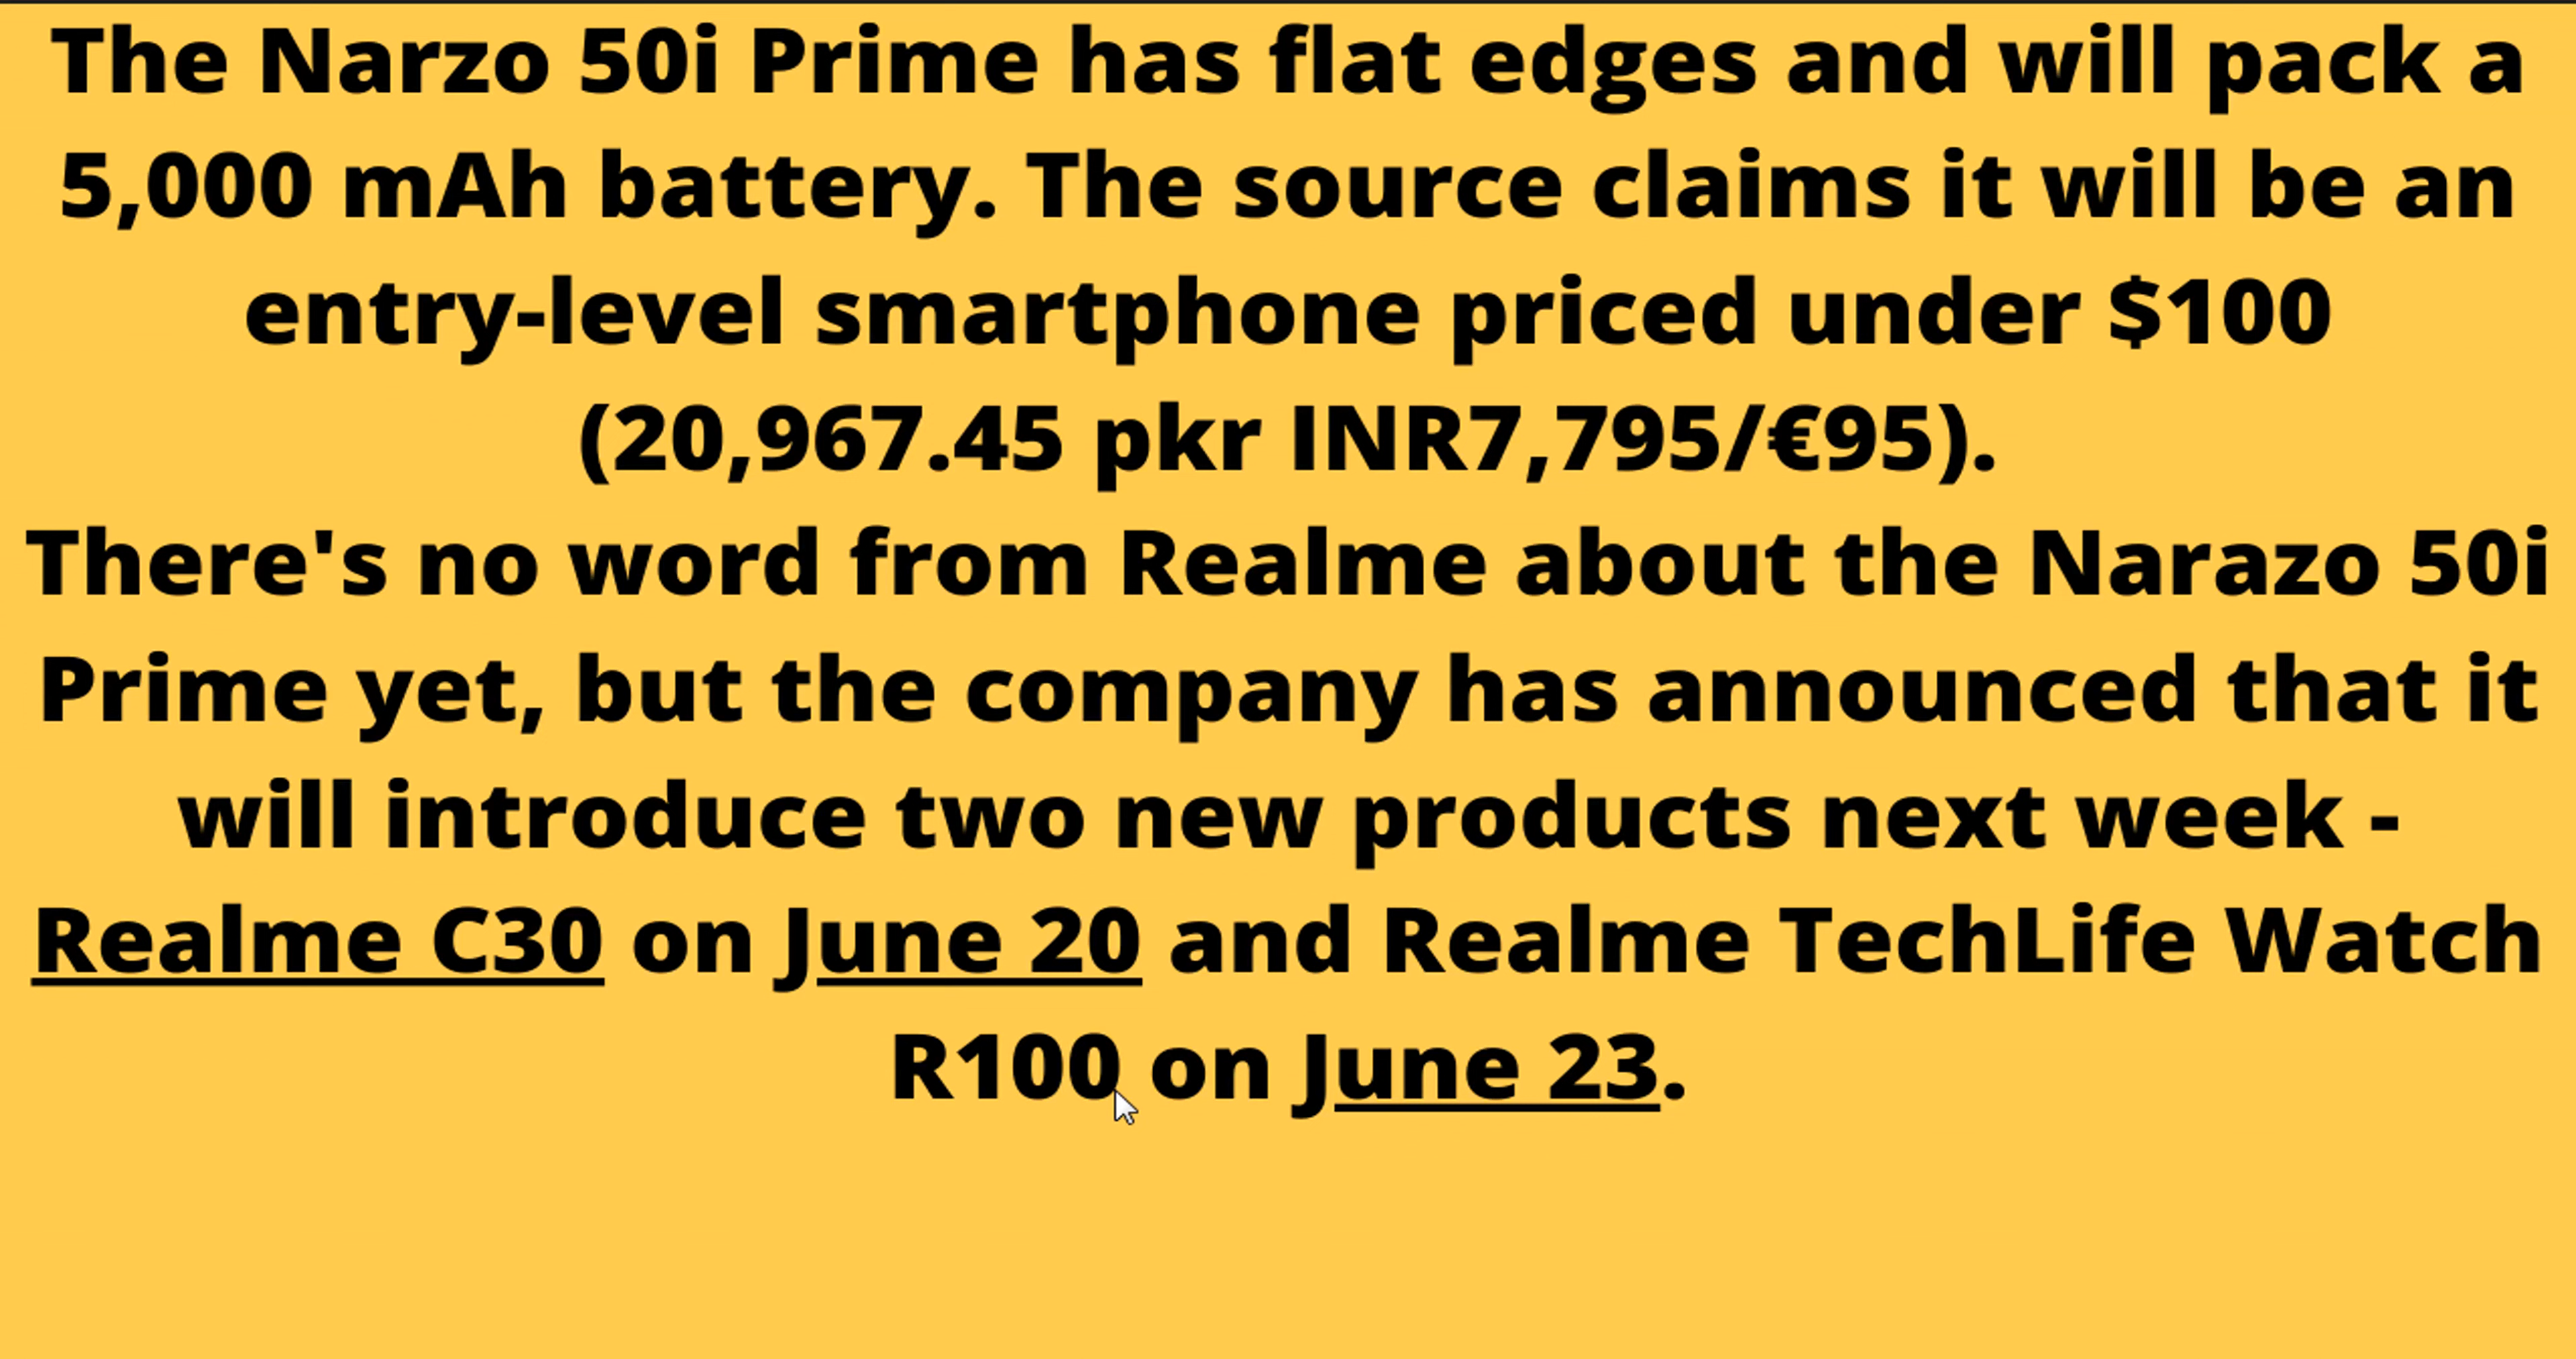 The Narzo 50i Prime has flat edges and will pack a
5,000 mAh battery. The source claims it will be an
entry-level smartphone priced under $100
(20,967.45 pkr INR7,795/€95).
There's no word from Realme about the Narazo 50i
Prime yet, but the company has announced that it
will introduce two new products next week -
Realme C30 on June 20 and Realme TechLife Watch
R100 on June 23.